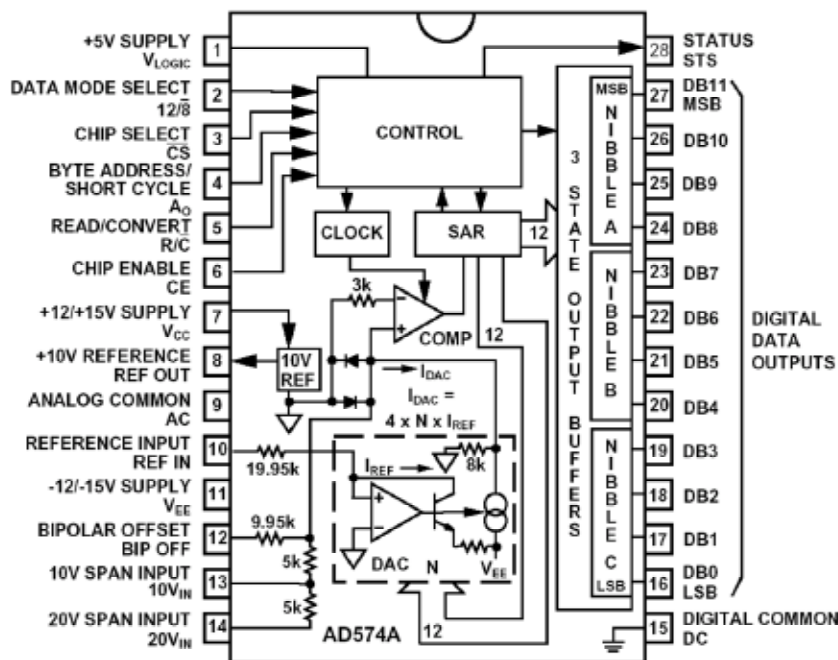 +5V SUPPLY
VLOGIC
1
DATA MODE SELECT
12/8
2
CHIP SELECT
CS
3
BYTE ADDRESS/
SHORT CYCLE
AO
4
READ/CONVERT
R/C
5
CHIP ENABLE
CE
6
+12/+15V SUPPLY
VCC
7
+10V REFERENCE
REF OUT
8
ANALOG COMMON
AC
9
REFERENCE INPUT
REF IN
10
-12/-15V SUPPLY
VEE
11
BIPOLAR OFFSET
BIP OFF
12
10V SPAN INPUT
10VIN
13
20V SPAN INPUT
20VIN
14
CONTROL
CLOCK
SAR
12
3k
-
+
COMP
12
10V
REF
IDAC
IDAC =
4 x N x IREF
19.95k
IREF
8k
+
-
9.95k
5k
5k
DAC
N
VEE
AD574A
12
3 STATE OUTPUT BUFFERS
MSB
NIBBLE A
NIBBLE B
NIBBLE C
LSB
28
STATUS
STS
27
DB11
MSB
26
DB10
25
DB9
24
DB8
23
DB7
22
DB6
21
DB5
20
DB4
19
DB3
18
DB2
17
DB1
16
DB0
LSB
15
DIGITAL COMMON
DC
DIGITAL
DATA
OUTPUTS